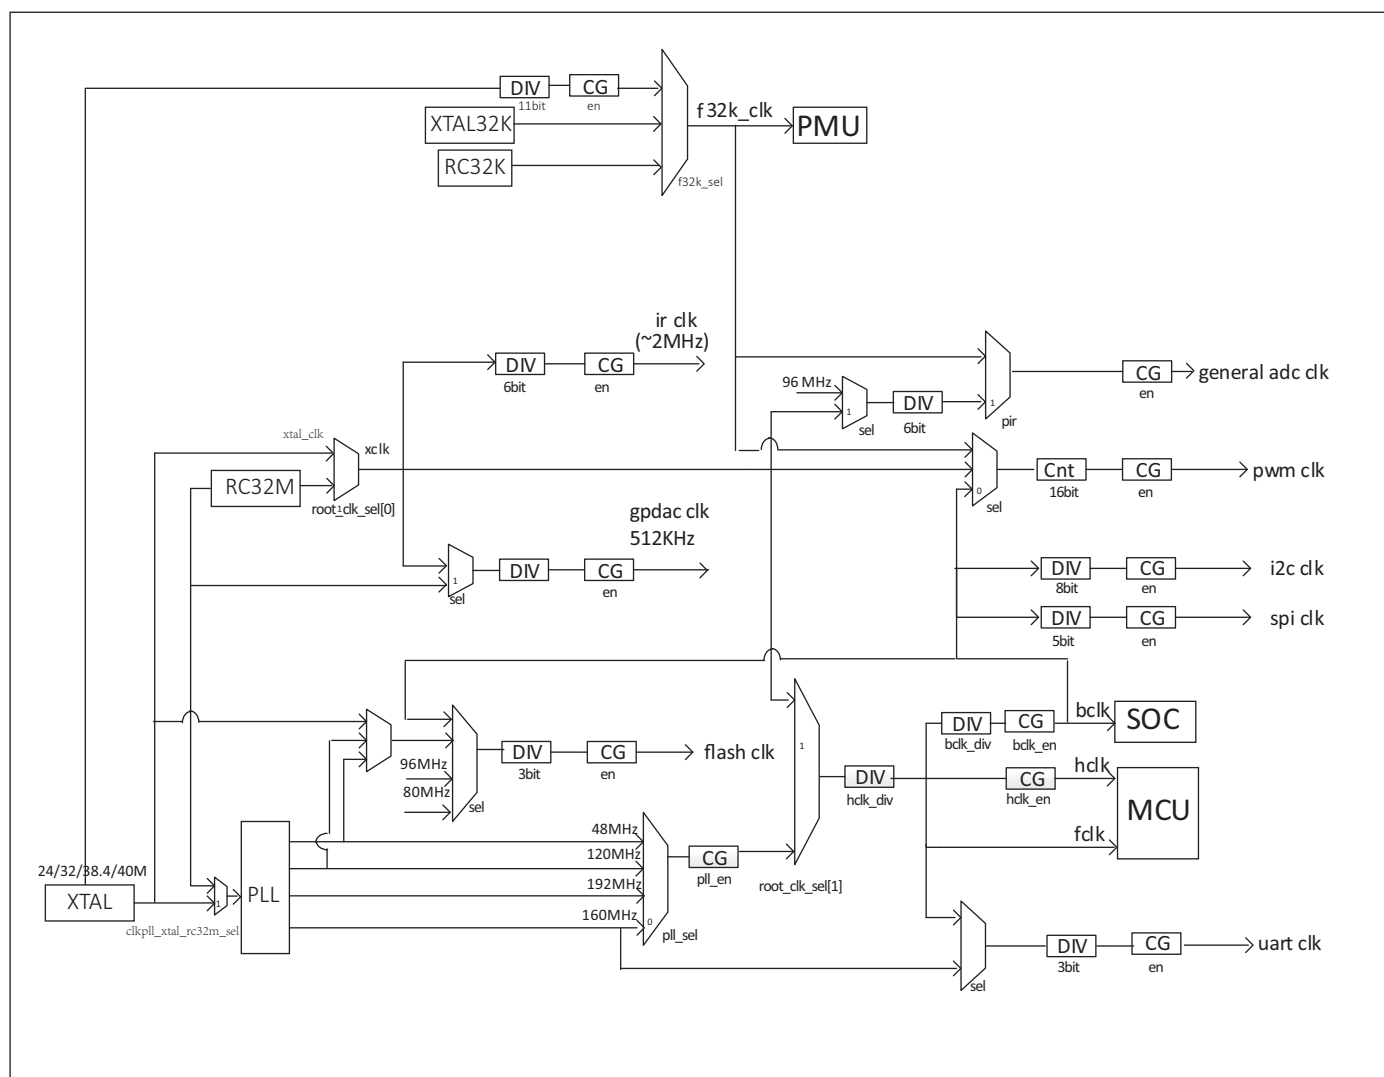 DIV
CG
11bit
en
XTAL32K
RC32K
f32k_clk
PMU
f32k_sel
ir clk
(~2MHz)
DIV
CG
6bit
en
96 MHz
1
sel
DIV
6bit
1
pir
CG
en
general adc clk
xtal_clk
xclk
RC32M
1
root_clk_sel[0]
0
sel
Cnt
16bit
CG
en
pwm clk
gpdac clk
512KHz
1
sel
DIV
CG
en
DIV
8bit
CG
en
i2c clk
DIV
5bit
CG
en
spi clk
96MHz
80MHz
sel
DIV
3bit
CG
en
flash clk
1
root_clk_sel[1]
DIV
hclk_div
DIV
bclk_div
CG
bclk_en
bclk
SOC
CG
hclk_en
hclk
fclk
MCU
24/32/38.4/40M
XTAL
1
clkpll_xtal_rc32m_sel
PLL
48MHz
120MHz
192MHz
160MHz
0
pll_sel
CG
pll_en
sel
DIV
3bit
CG
en
uart clk